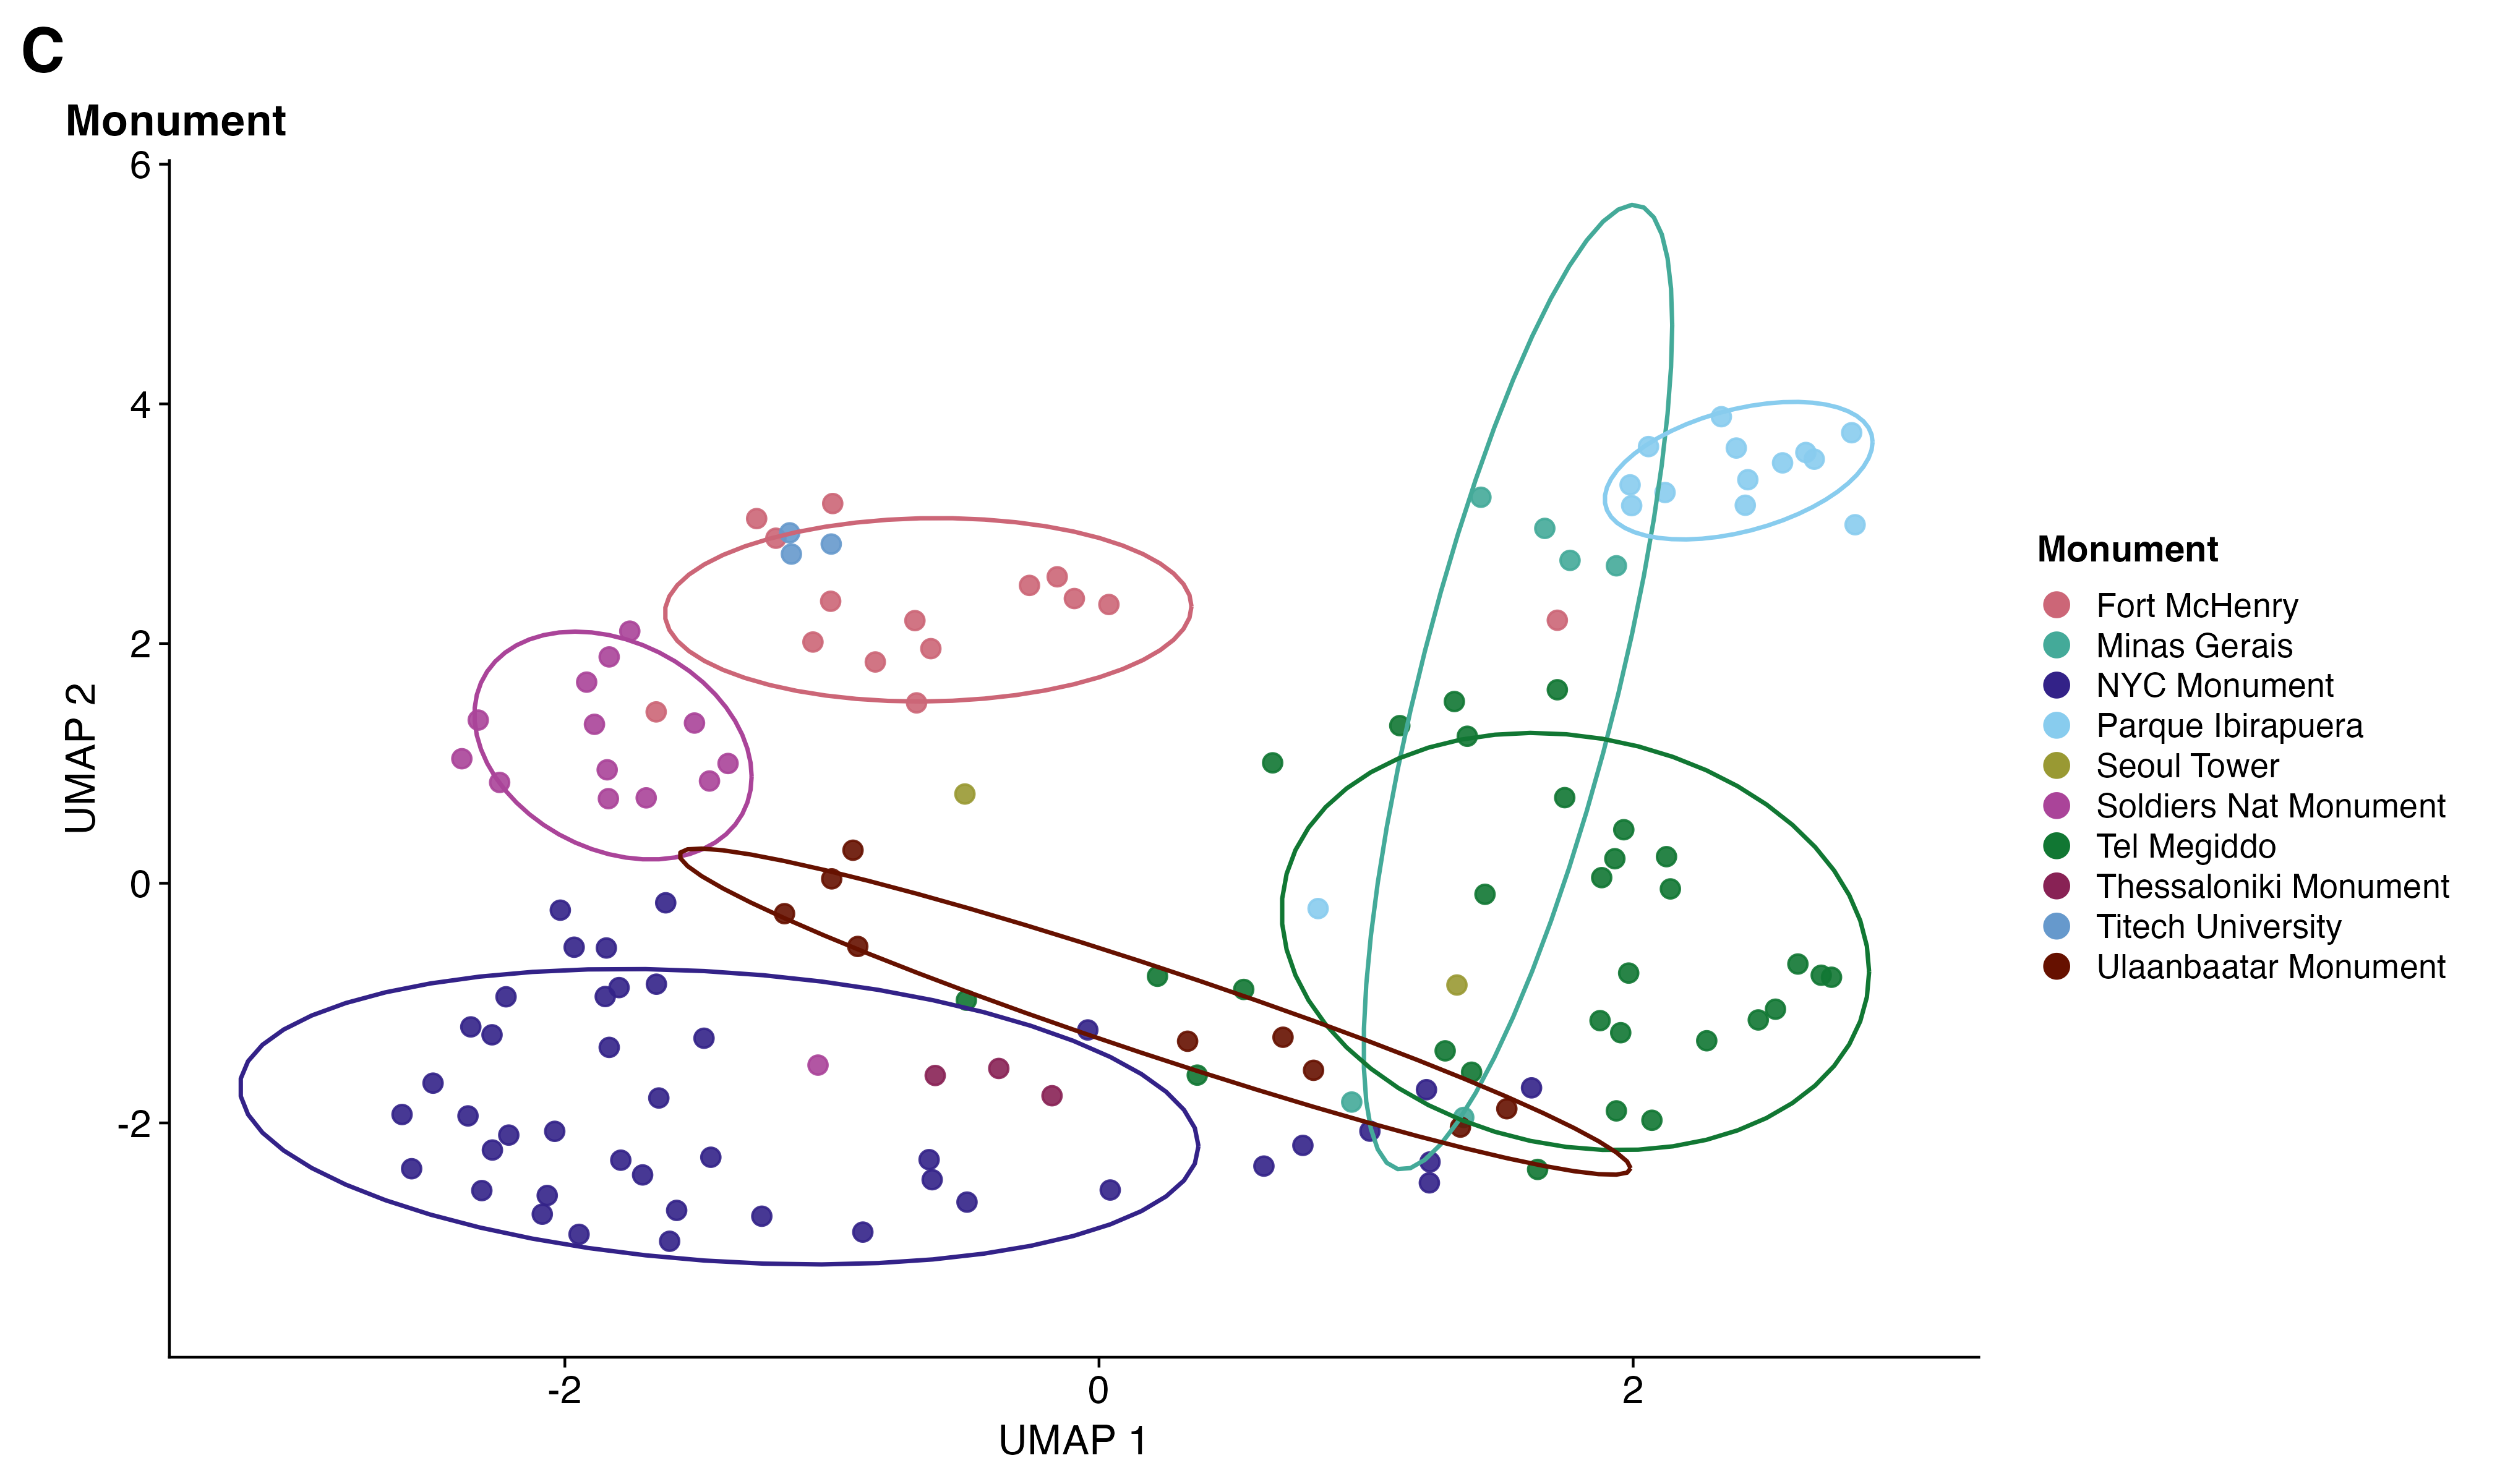 C
Monument
6
4
2
0
-2
UMAP 2
-2
0
2
UMAP 1
Monument
Fort McHenry
Minas Gerais
NYC Monument
Parque Ibirapuera
Seoul Tower
Soldiers Nat Monument
Tel Megiddo
Thessaloniki Monument
Titech University
Ulaanbaatar Monument